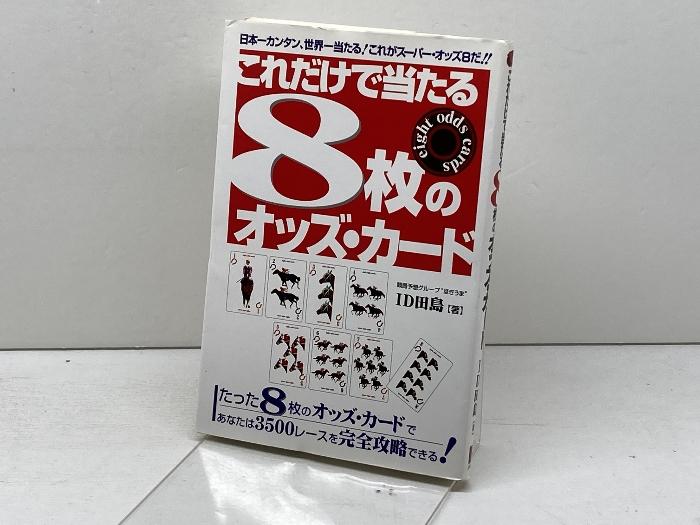 日本一カンタン、世界一当たる!これがスーパー・オッズ8だ!!
これだけで当たる
8枚の
eight odds cards
オッズ・カード
競馬予想グループ"稼ぎうま"
ID田島[著]
たった8枚のオッズ・カードで
あなたは3500レースを完全攻略できる!